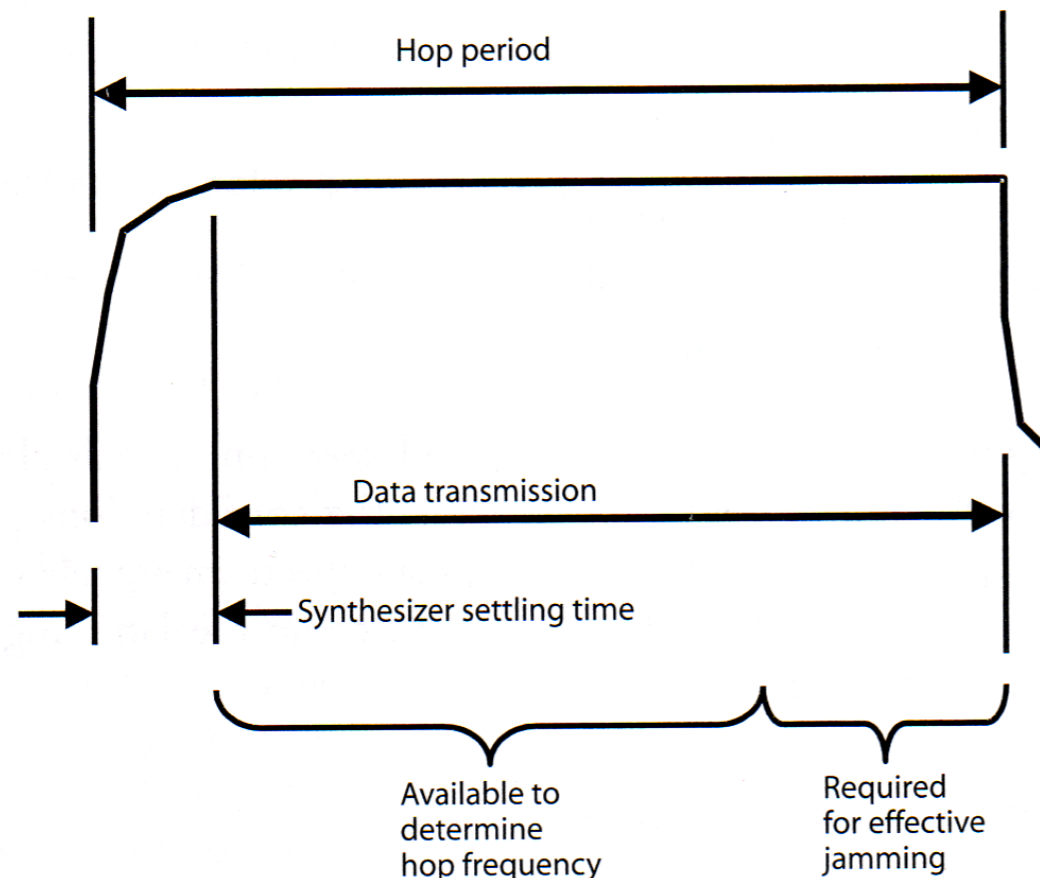 Hop period
Data transmission
Synthesizer settling time
Available to
determine
hop frequency
Required
for effective
jamming